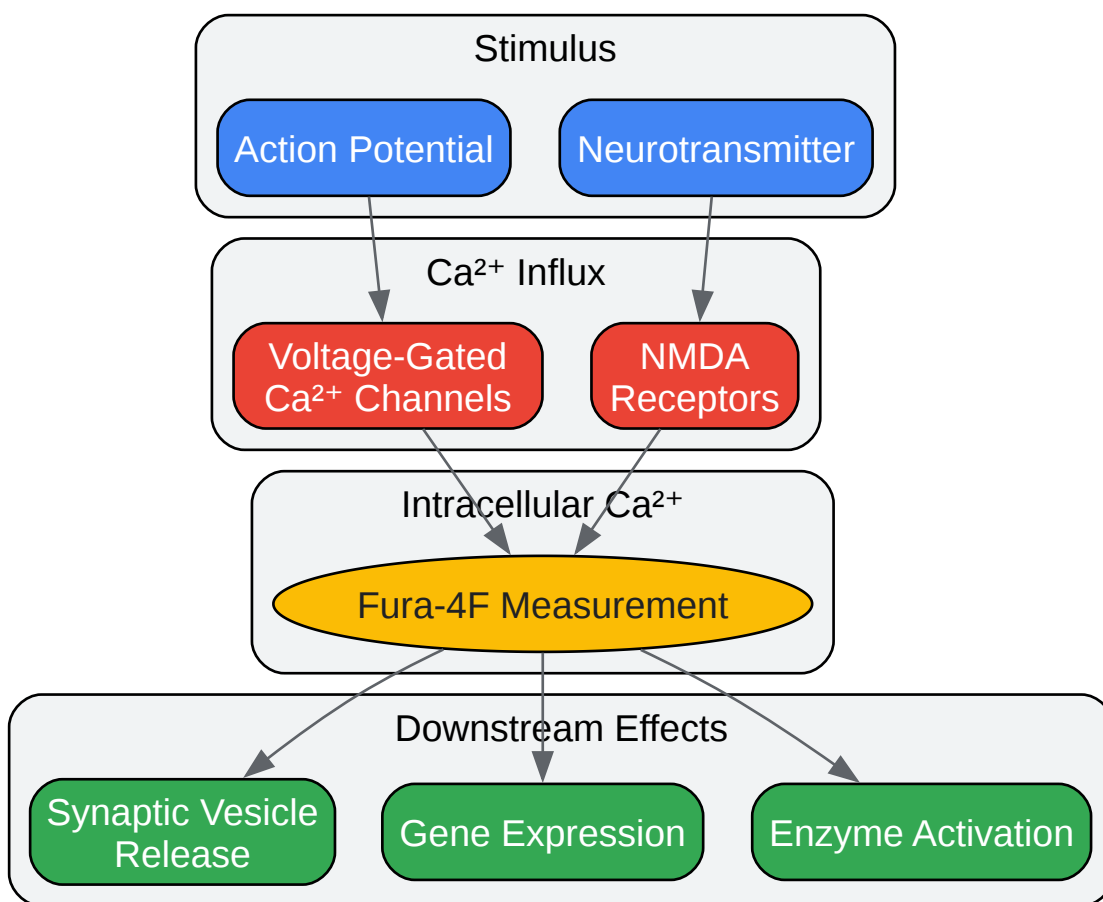 Stimulus
Action Potential
Neurotransmitter
Ca²⁺ Influx
Voltage-Gated
Ca²⁺ Channels
NMDA
Receptors
Intracellular Ca²⁺
Fura-4F Measurement
Downstream Effects
Synaptic Vesicle
Release
Gene Expression
Enzyme Activation